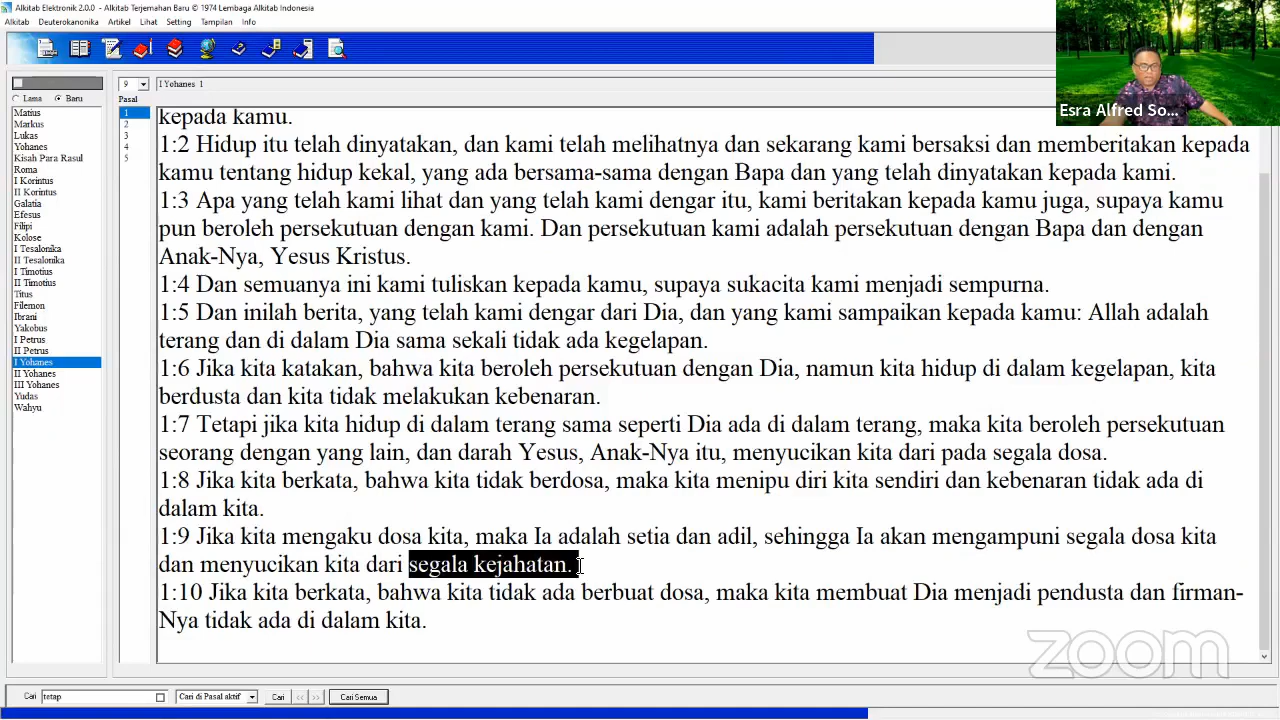 Alkitab Elektronik 2.0.0 - Alkitab Terjemahan Baru © 1974 Lembaga Alkitab Indonesia
Alkitab Deuterokanonika Artikel Lihat Setting Tampilan Info
Esra Alfred So...
Lama Baru
9
I Yohanes 1
Pasal
Matius
Markus
Lukas
Yohanes
Kisah Para Rasul
Roma
I Korintus
II Korintus
Galatia
Efesus
Filipi
Kolose
I Tesalonika
II Tesalonika
I Timotius
II Timotius
Titus
Filemon
Ibrani
Yakobus
I Petrus
II Petrus
I Yohanes
II Yohanes
III Yohanes
Yudas
Wahyu
1
2
3
4
5
kepada kamu.
1:2 Hidup itu telah dinyatakan, dan kami telah melihatnya dan sekarang kami bersaksi dan memberitakan kepada
kamu tentang hidup kekal, yang ada bersama-sama dengan Bapa dan yang telah dinyatakan kepada kami.
1:3 Apa yang telah kami lihat dan yang telah kami dengar itu, kami beritakan kepada kamu juga, supaya kamu
pun beroleh persekutuan dengan kami. Dan persekutuan kami adalah persekutuan dengan Bapa dan dengan
Anak-Nya, Yesus Kristus.
1:4 Dan semuanya ini kami tuliskan kepada kamu, supaya sukacita kami menjadi sempurna.
1:5 Dan inilah berita, yang telah kami dengar dari Dia, dan yang kami sampaikan kepada kamu: Allah adalah
terang dan di dalam Dia sama sekali tidak ada kegelapan.
1:6 Jika kita katakan, bahwa kita beroleh persekutuan dengan Dia, namun kita hidup di dalam kegelapan, kita
berdusta dan kita tidak melakukan kebenaran.
1:7 Tetapi jika kita hidup di dalam terang sama seperti Dia ada di dalam terang, maka kita beroleh persekutuan
seorang dengan yang lain, dan darah Yesus, Anak-Nya itu, menyucikan kita dari pada segala dosa.
1:8 Jika kita berkata, bahwa kita tidak berdosa, maka kita menipu diri kita sendiri dan kebenaran tidak ada di
dalam kita.
1:9 Jika kita mengaku dosa kita, maka Ia adalah setia dan adil, sehingga Ia akan mengampuni segala dosa kita
dan menyucikan kita dari segala kejahatan.
1:10 Jika kita berkata, bahwa kita tidak ada berbuat dosa, maka kita membuat Dia menjadi pendusta dan firman-
Nya tidak ada di dalam kita.
zoom
Cari tetap Cari di Pasal aktif Cari << >> Cari Semua